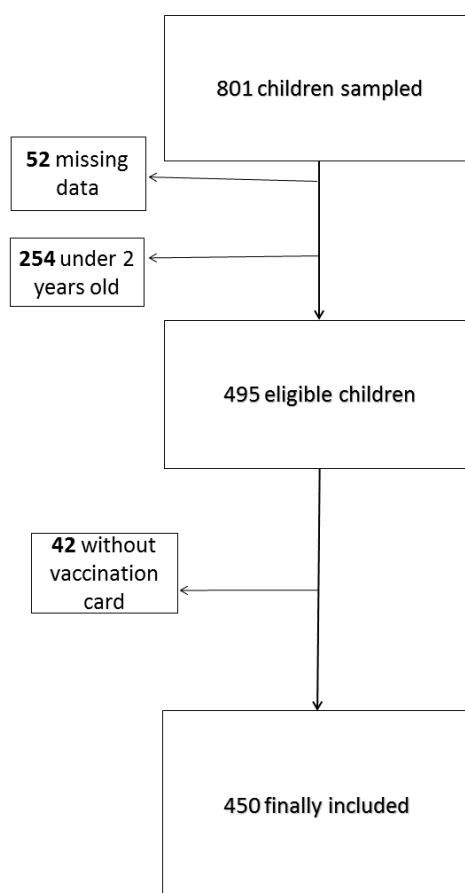 801 children sampled
52 missing
data
254 under 2
years old
495 eligible children
42 without
vaccination
card
450 finally included